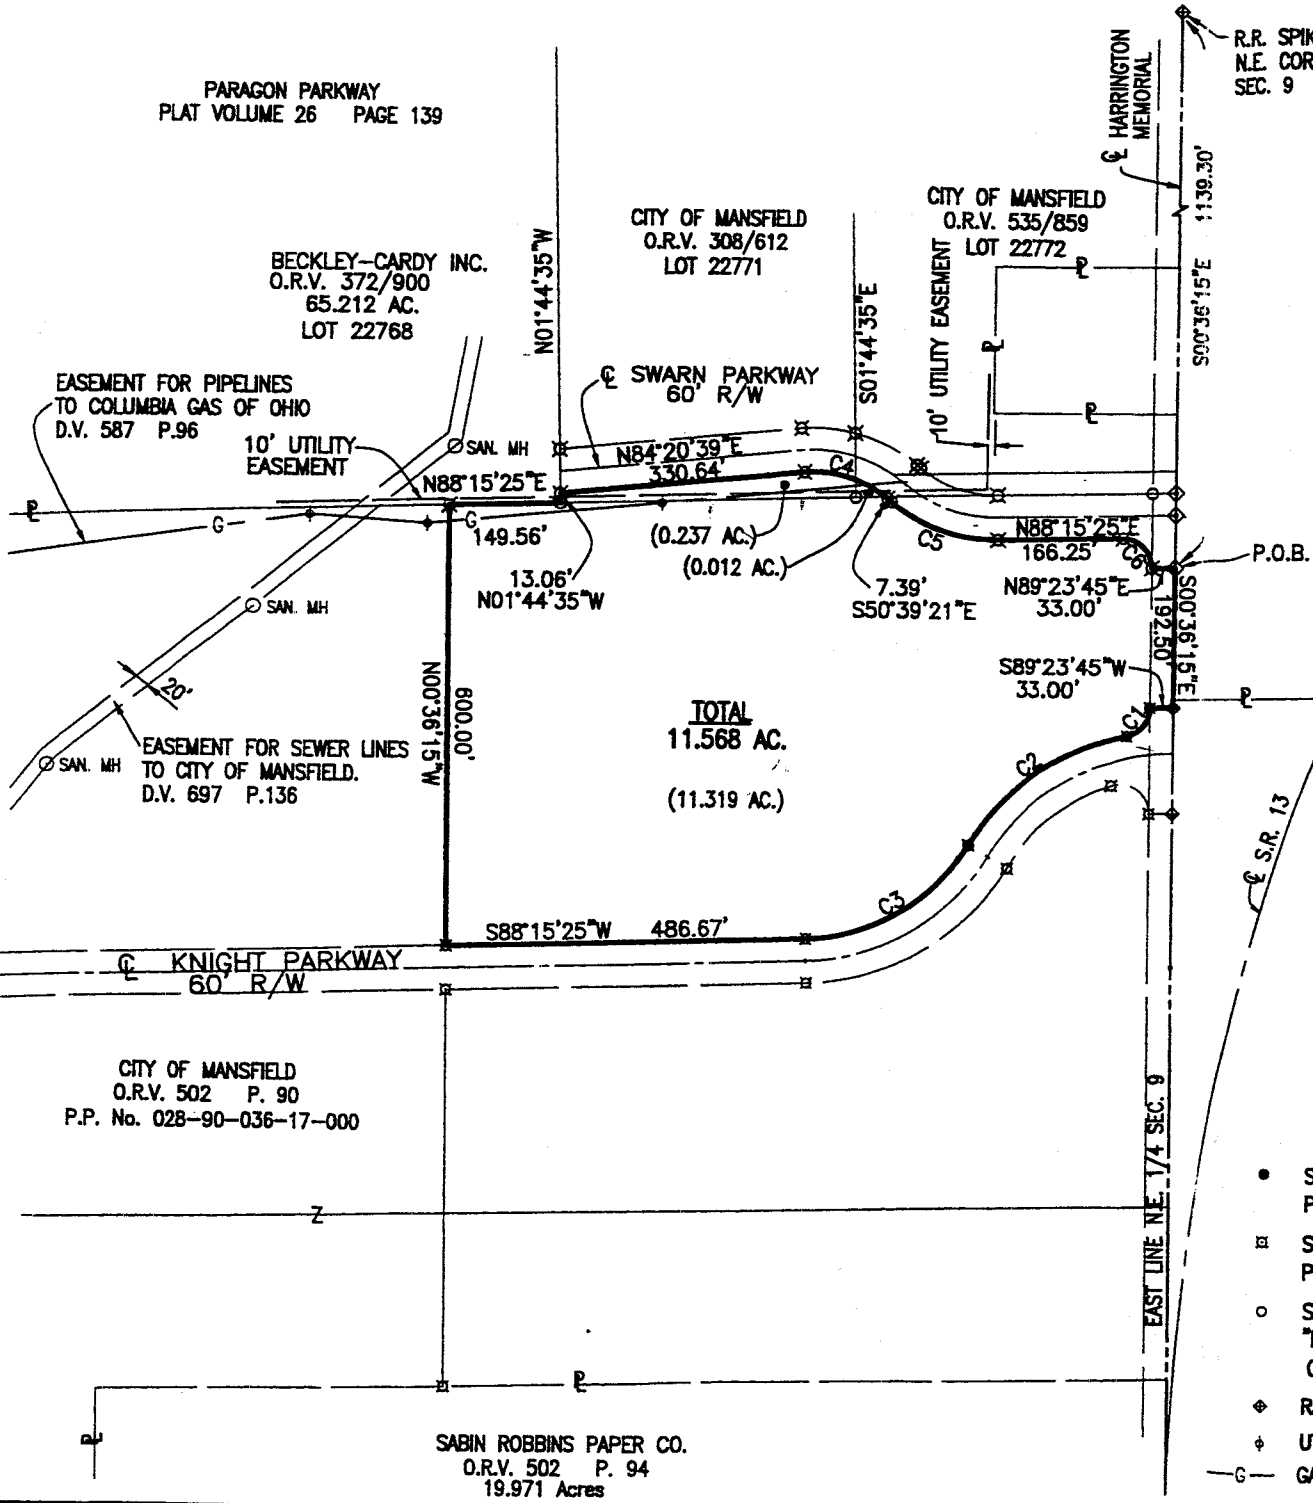 R.R. SPIK
N.E. COR
SEC. 9
℄ HARRINGTON
MEMORIAL
PARAGON PARKWAY
PLAT VOLUME 26 PAGE 139
S00°36'15"E 1139.30'
CITY OF MANSFIELD
O.R.V. 535/859
LOT 22772
CITY OF MANSFIELD
O.R.V. 308/612
LOT 22771
N01°44'35"W
BECKLEY-CARDY INC.
O.R.V. 372/900
65.212 AC.
LOT 22768
S01°44'35"E
10' UTILITY EASEMENT
℄ SWARN PARKWAY
60' R/W
EASEMENT FOR PIPELINES
TO COLUMBIA GAS OF OHIO
D.V. 587 P.96
10' UTILITY
EASEMENT
SAN. MH
N84°20'39"E
330.64'
C4
N88°15'25"E
149.56'
G
G
(0.237 AC.)
(0.012 AC.)
C5
N88°15'25"E
166.25'
C6
P.O.B.
13.06'
N01°44'35"W
7.39'
S50°39'21"E
N89°23'45"E
33.00'
S00°36'15"E
192.50'
SAN. MH
20'
N00°36'15"W
600.00'
S89°23'45"W
33.00'
TOTAL
11.568 AC.
(11.319 AC.)
C1
C2
EASEMENT FOR SEWER LINES
TO CITY OF MANSFIELD.
D.V. 697 P.136
SAN. MH
℄ S.R. 13
C3
S88°15'25"W 486.67'
℄ KNIGHT PARKWAY
60' R/W
CITY OF MANSFIELD
O.R.V. 502 P. 90
P.P. No. 028-90-036-17-000
EAST LINE N.E. 1/4 SEC. 9
Z
S
P
S
P
S
C
R
U
G
SABIN ROBBINS PAPER CO.
O.R.V. 502 P. 94
19.971 Acres